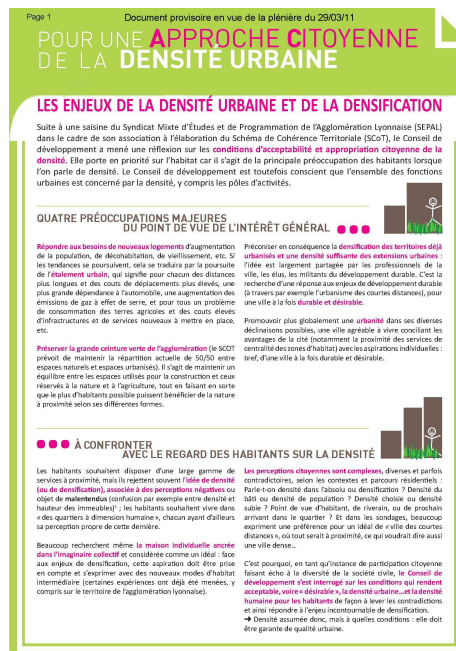 Page 1
Document provisoire en vue de la plénière du 29/03/11
POUR UNE APPROCHE CITOYENNE
DE LA DENSITÉ URBAINE
LES ENJEUX DE LA DENSITÉ URBAINE ET DE LA DENSIFICATION
Suite à une saisine du Syndicat Mixte d'Études et de Programmation de l'Agglomération Lyonnaise (SEPAL)
dans le cadre de son association à l'élaboration du Schéma de Cohérence Territoriale (SCoT), le Conseil de
développement a mené une réflexion sur les conditions d'acceptabilité et appropriation citoyenne de la
densité. Elle porte en priorité sur l'habitat car il s'agit de la principale préoccupation des habitants lorsque
l'on parle de densité. Le Conseil de développement est toutefois conscient que l'ensemble des fonctions
urbaines est concerné par la densité, y compris les pôles d'activités.
QUATRE PRÉOCCUPATIONS MAJEURES
DU POINT DE VUE DE L'INTÉRÊT GÉNÉRAL
Répondre aux besoins de nouveaux logements d'augmentation
de la population, de décohabitation, de vieillissement, etc. Si
les tendances se poursuivent, cela se traduira par la poursuite
de l'étalement urbain, qui signifie pour chacun des distances
plus longues et des couts de déplacements plus élevés, une
plus grande dépendance à l'automobile, une augmentation des
émissions de gaz à effet de serre, et pour tous un problème
de consommation des terres agricoles et des couts élevés
d'infrastructures et de services nouveaux à mettre en place,
etc.
Préserver la grande ceinture verte de l'agglomération (le SCOT
prévoit de maintenir la répartition actuelle de 50/50 entre
espaces naturels et espaces urbanisés). Il s'agit de maintenir un
équilibre entre les espaces utilisés pour la construction et ceux
réservés à la nature et à l'agriculture, tout en faisant en sorte
que le plus d'habitants possible puissent bénéficier de la nature
à proximité selon ses différentes formes.
Préconiser en conséquence la densification des territoires déjà
urbanisés et une densité suffisante des extensions urbaines :
l'idée est largement partagée par les professionnels de la
ville, les élus, les militants du développement durable. C'est la
recherche d'une réponse aux enjeux de développement durable
(à travers par exemple l'urbanisme des courtes distances), pour
une ville à la fois durable et désirable.
Promouvoir plus globalement une urbanité dans ses diverses
déclinaisons possibles, une ville agréable à vivre conciliant les
avantages de la cité (notamment la proximité des services de
centralité des zones d'habitat) avec les aspirations individuelles :
bref, d'une ville à la fois durable et désirable.
À CONFRONTER
AVEC LE REGARD DES HABITANTS SUR LA DENSITÉ
Les habitants souhaitent disposer d'une large gamme de
services à proximité, mais ils rejettent souvent l'idée de densité
(ou de densification), associée à des perceptions négatives ou
objet de malentendus (confusion par exemple entre densité et
hauteur des immeubles)¹ ; les habitants souhaitent vivre dans
« des quartiers à dimension humaine », chacun ayant d'ailleurs
sa perception propre de cette dernière.
Beaucoup recherchent même la maison individuelle ancrée
dans l'imaginaire collectif et considérée comme un idéal : face
aux enjeux de densification, cette aspiration doit être prise
en compte et s'exprimer avec des nouveaux modes d'habitat
intermédiaire (certaines expériences ont déjà été menées, y
compris sur le territoire de l'agglomération lyonnaise).
Les perceptions citoyennes sont complexes, diverses et parfois
contradictoires, selon les contextes et parcours résidentiels :
Parle-t-on densité dans l'absolu ou densification ? Densité du
bâti ou densité de population ? Densité choisie ou densité
subie ? Point de vue d'habitant, de riverain, ou de prochain
arrivant dans le quartier ? Et dans les sondages, beaucoup
expriment une préférence pour un idéal de « ville des courtes
distances », où tout serait à proximité, ce qui voudrait dire aussi
une ville dense...
C'est pourquoi, en tant qu'instance de participation citoyenne
faisant écho à la diversité de la société civile, le Conseil de
développement s'est interrogé sur les conditions qui rendent
acceptable, voire « désirable », la densité urbaine...et la densité
humaine pour les habitants de façon à lever les contradictions
et ainsi répondre à l'enjeu incontournable de densification.
➜ Densité assumée donc, mais à quelles conditions : elle doit
être garante de qualité urbaine.